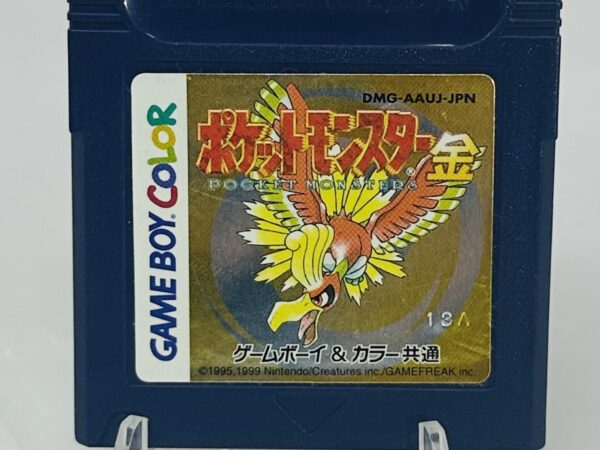 DMG-AAUJ-JPN
ポケットモンスター金
POCKET MONSTERS
GAME BOY COLOR
ゲームボーイ & カラー共通
©1995,1999 Nintendo/Creatures inc./GAMEFREAK inc.